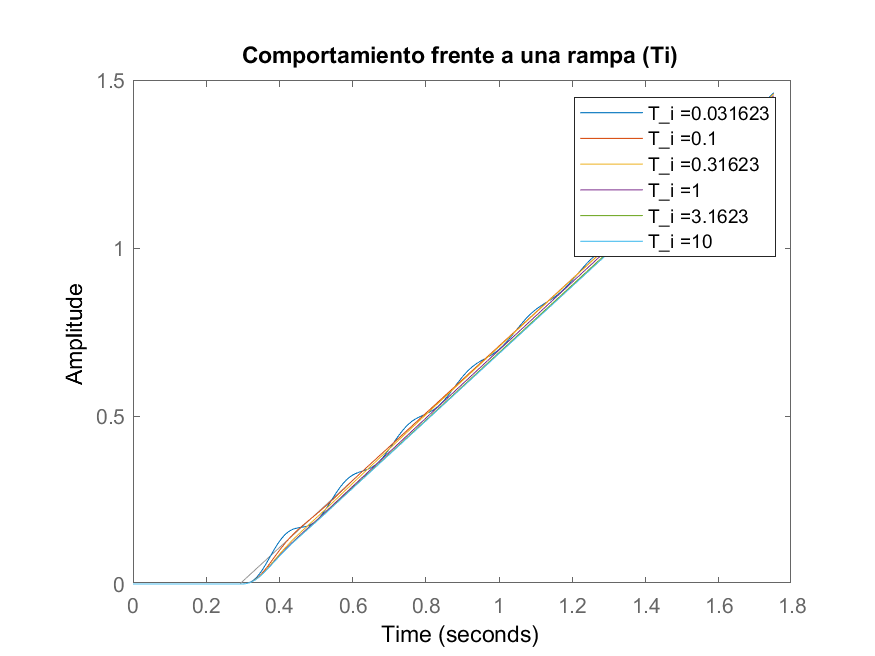 Comportamiento frente a una rampa (Ti)
1.5
T_i =0.031623
T_i =0.1
T_i =0.31623
T_i =1
T_i =3.1623
T_i =10
1
Amplitude
0.5
0
0 0.2 0.4 0.6 0.8 1 1.2 1.4 1.6 1.8
Time (seconds)